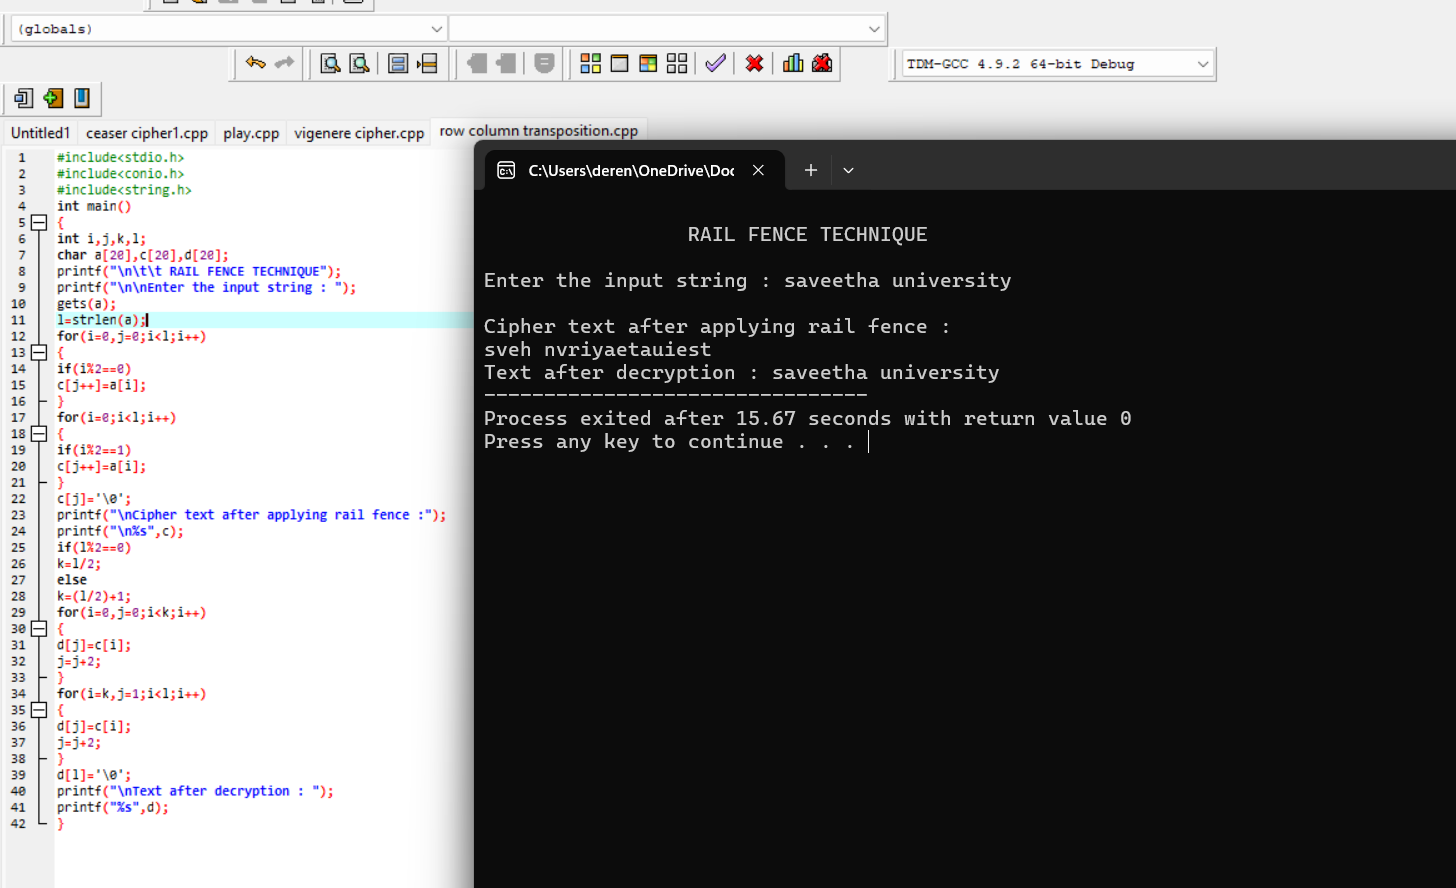 (globals)
TDM-GCC 4.9.2 64-bit Debug
Untitled1 ceaser cipher1.cpp play.cpp vigenere cipher.cpp row column transposition.cpp
1 #include<stdio.h>
2 #include<conio.h>
3 #include<string.h>
4 int main()
5 {
6 int i,j,k,l;
7 char a[20],c[20],d[20];
8 printf("\n\t\t RAIL FENCE TECHNIQUE");
9 printf("\n\nEnter the input string : ");
10 gets(a);
11 l=strlen(a);
12 for(i=0,j=0;i<l;i++)
13 {
14 if(i%2==0)
15 c[j++]=a[i];
16 }
17 for(i=0;i<l;i++)
18 {
19 if(i%2==1)
20 c[j++]=a[i];
21 }
22 c[j]='\0';
23 printf("\nCipher text after applying rail fence :");
24 printf("\n%s",c);
25 if(l%2==0)
26 k=l/2;
27 else
28 k=(l/2)+1;
29 for(i=0,j=0;i<k;i++)
30 {
31 d[j]=c[i];
32 j=j+2;
33 }
34 for(i=k,j=1;i<l;i++)
35 {
36 d[j]=c[i];
37 j=j+2;
38 }
39 d[l]='\0';
40 printf("\nText after decryption : ");
41 printf("%s",d);
42 }
C:\Users\deren\OneDrive\Doc
RAIL FENCE TECHNIQUE
Enter the input string : saveetha university
Cipher text after applying rail fence :
sveh nvriyaetauiest
Text after decryption : saveetha university
--------------------------------
Process exited after 15.67 seconds with return value 0
Press any key to continue . . .